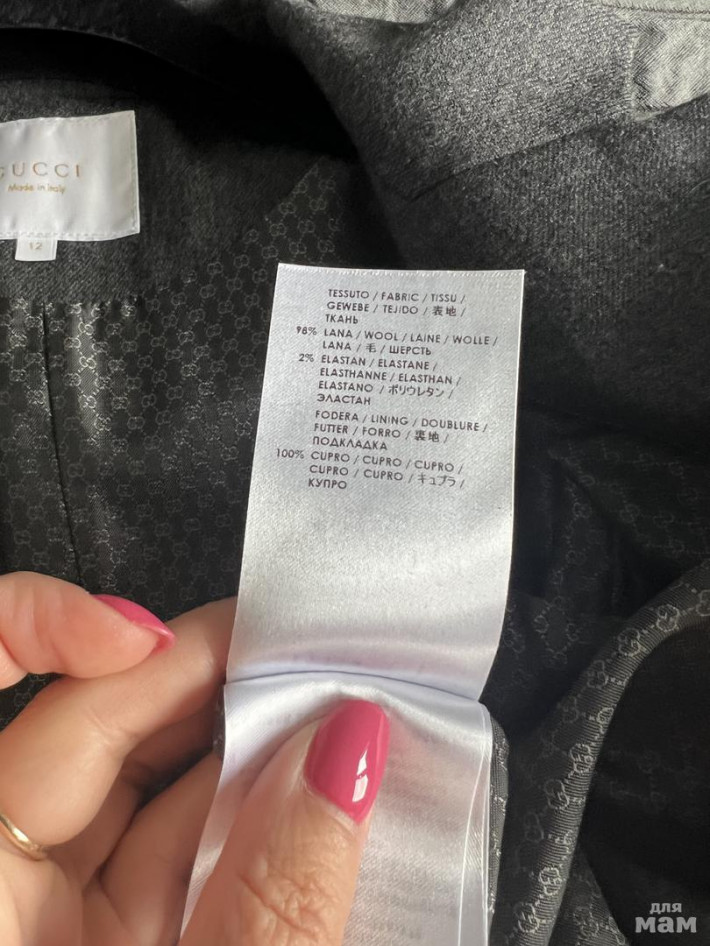 GUCCI
Made in Italy
12
TESSUTO / FABRIC / TISSU /
GEWEBE / TEJIDO / 表地 /
ТКАНЬ
98% LANA / WOOL / LAINE / WOLLE /
LANA / 毛 / ШЕРСТЬ
2% ELASTAN / ELASTANE /
ELASTHANNE / ELASTHAN /
ELASTANO / ポリウレタン /
ЭЛАСТАН
FODERA / LINING / DOUBLURE /
FUTTER / FORRO / 裏地 /
ПОДКЛАДКА
100% CUPRO / CUPRO / CUPRO /
CUPRO / CUPRO / キュプラ /
КУПРО
для
мам